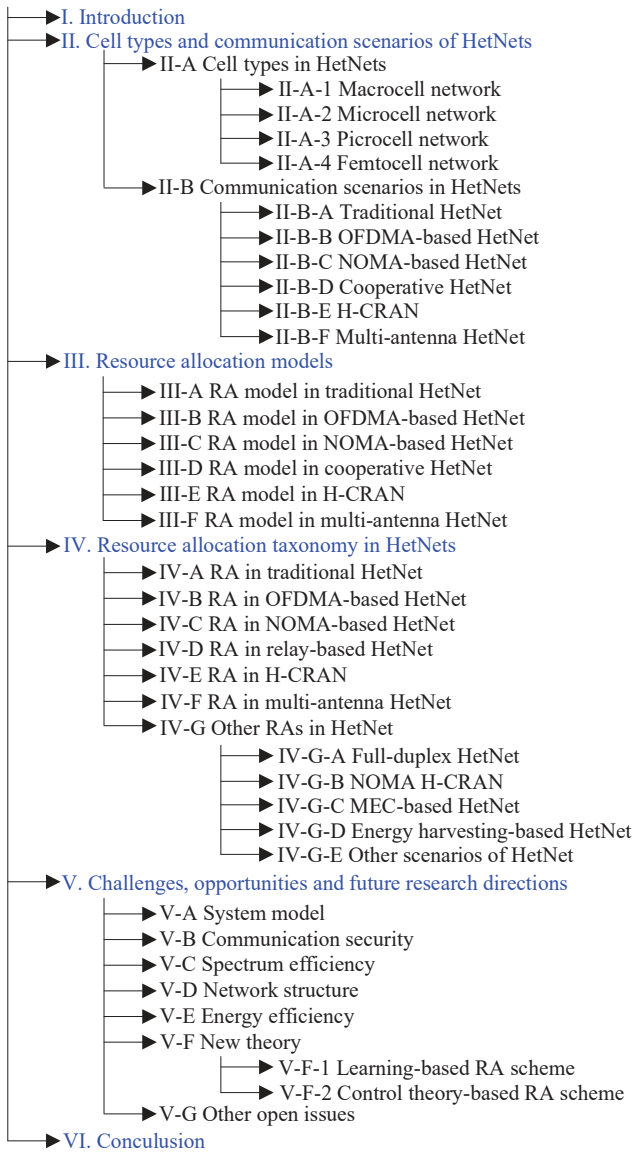 I. Introduction
II. Cell types and communication scenarios of HetNets
II-A Cell types in HetNets
II-A-1 Macrocell network
II-A-2 Microcell network
II-A-3 Picrocell network
II-A-4 Femtocell network
II-B Communication scenarios in HetNets
II-B-A Traditional HetNet
II-B-B OFDMA-based HetNet
II-B-C NOMA-based HetNet
II-B-D Cooperative HetNet
II-B-E H-CRAN
II-B-F Multi-antenna HetNet
III. Resource allocation models
III-A RA model in traditional HetNet
III-B RA model in OFDMA-based HetNet
III-C RA model in NOMA-based HetNet
III-D RA model in cooperative HetNet
III-E RA model in H-CRAN
III-F RA model in multi-antenna HetNet
IV. Resource allocation taxonomy in HetNets
IV-A RA in traditional HetNet
IV-B RA in OFDMA-based HetNet
IV-C RA in NOMA-based HetNet
IV-D RA in relay-based HetNet
IV-E RA in H-CRAN
IV-F RA in multi-antenna HetNet
IV-G Other RAs in HetNet
IV-G-A Full-duplex HetNet
IV-G-B NOMA H-CRAN
IV-G-C MEC-based HetNet
IV-G-D Energy harvesting-based HetNet
IV-G-E Other scenarios of HetNet
V. Challenges, opportunities and future research directions
V-A System model
V-B Communication security
V-C Spectrum efficiency
V-D Network structure
V-E Energy efficiency
V-F New theory
V-F-1 Learning-based RA scheme
V-F-2 Control theory-based RA scheme
V-G Other open issues
VI. Conculusion